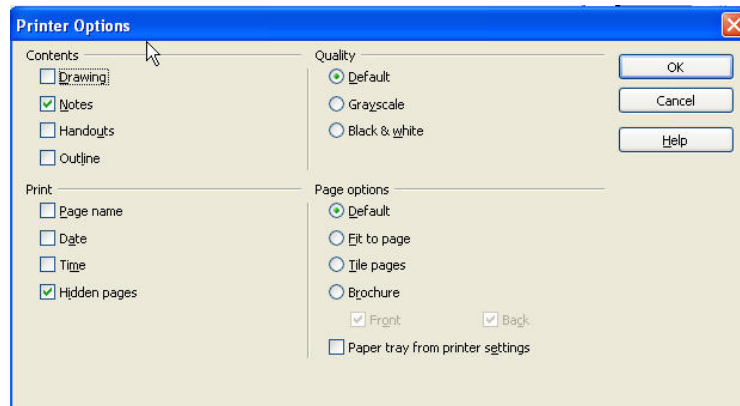 Printer Options
Contents
Drawing
Notes
Handouts
Outline
Quality
Default
Grayscale
Black & white
OK
Cancel
Help
Print
Page name
Date
Time
Hidden pages
Page options
Default
Fit to page
Tile pages
Brochure
Front Back
Paper tray from printer settings